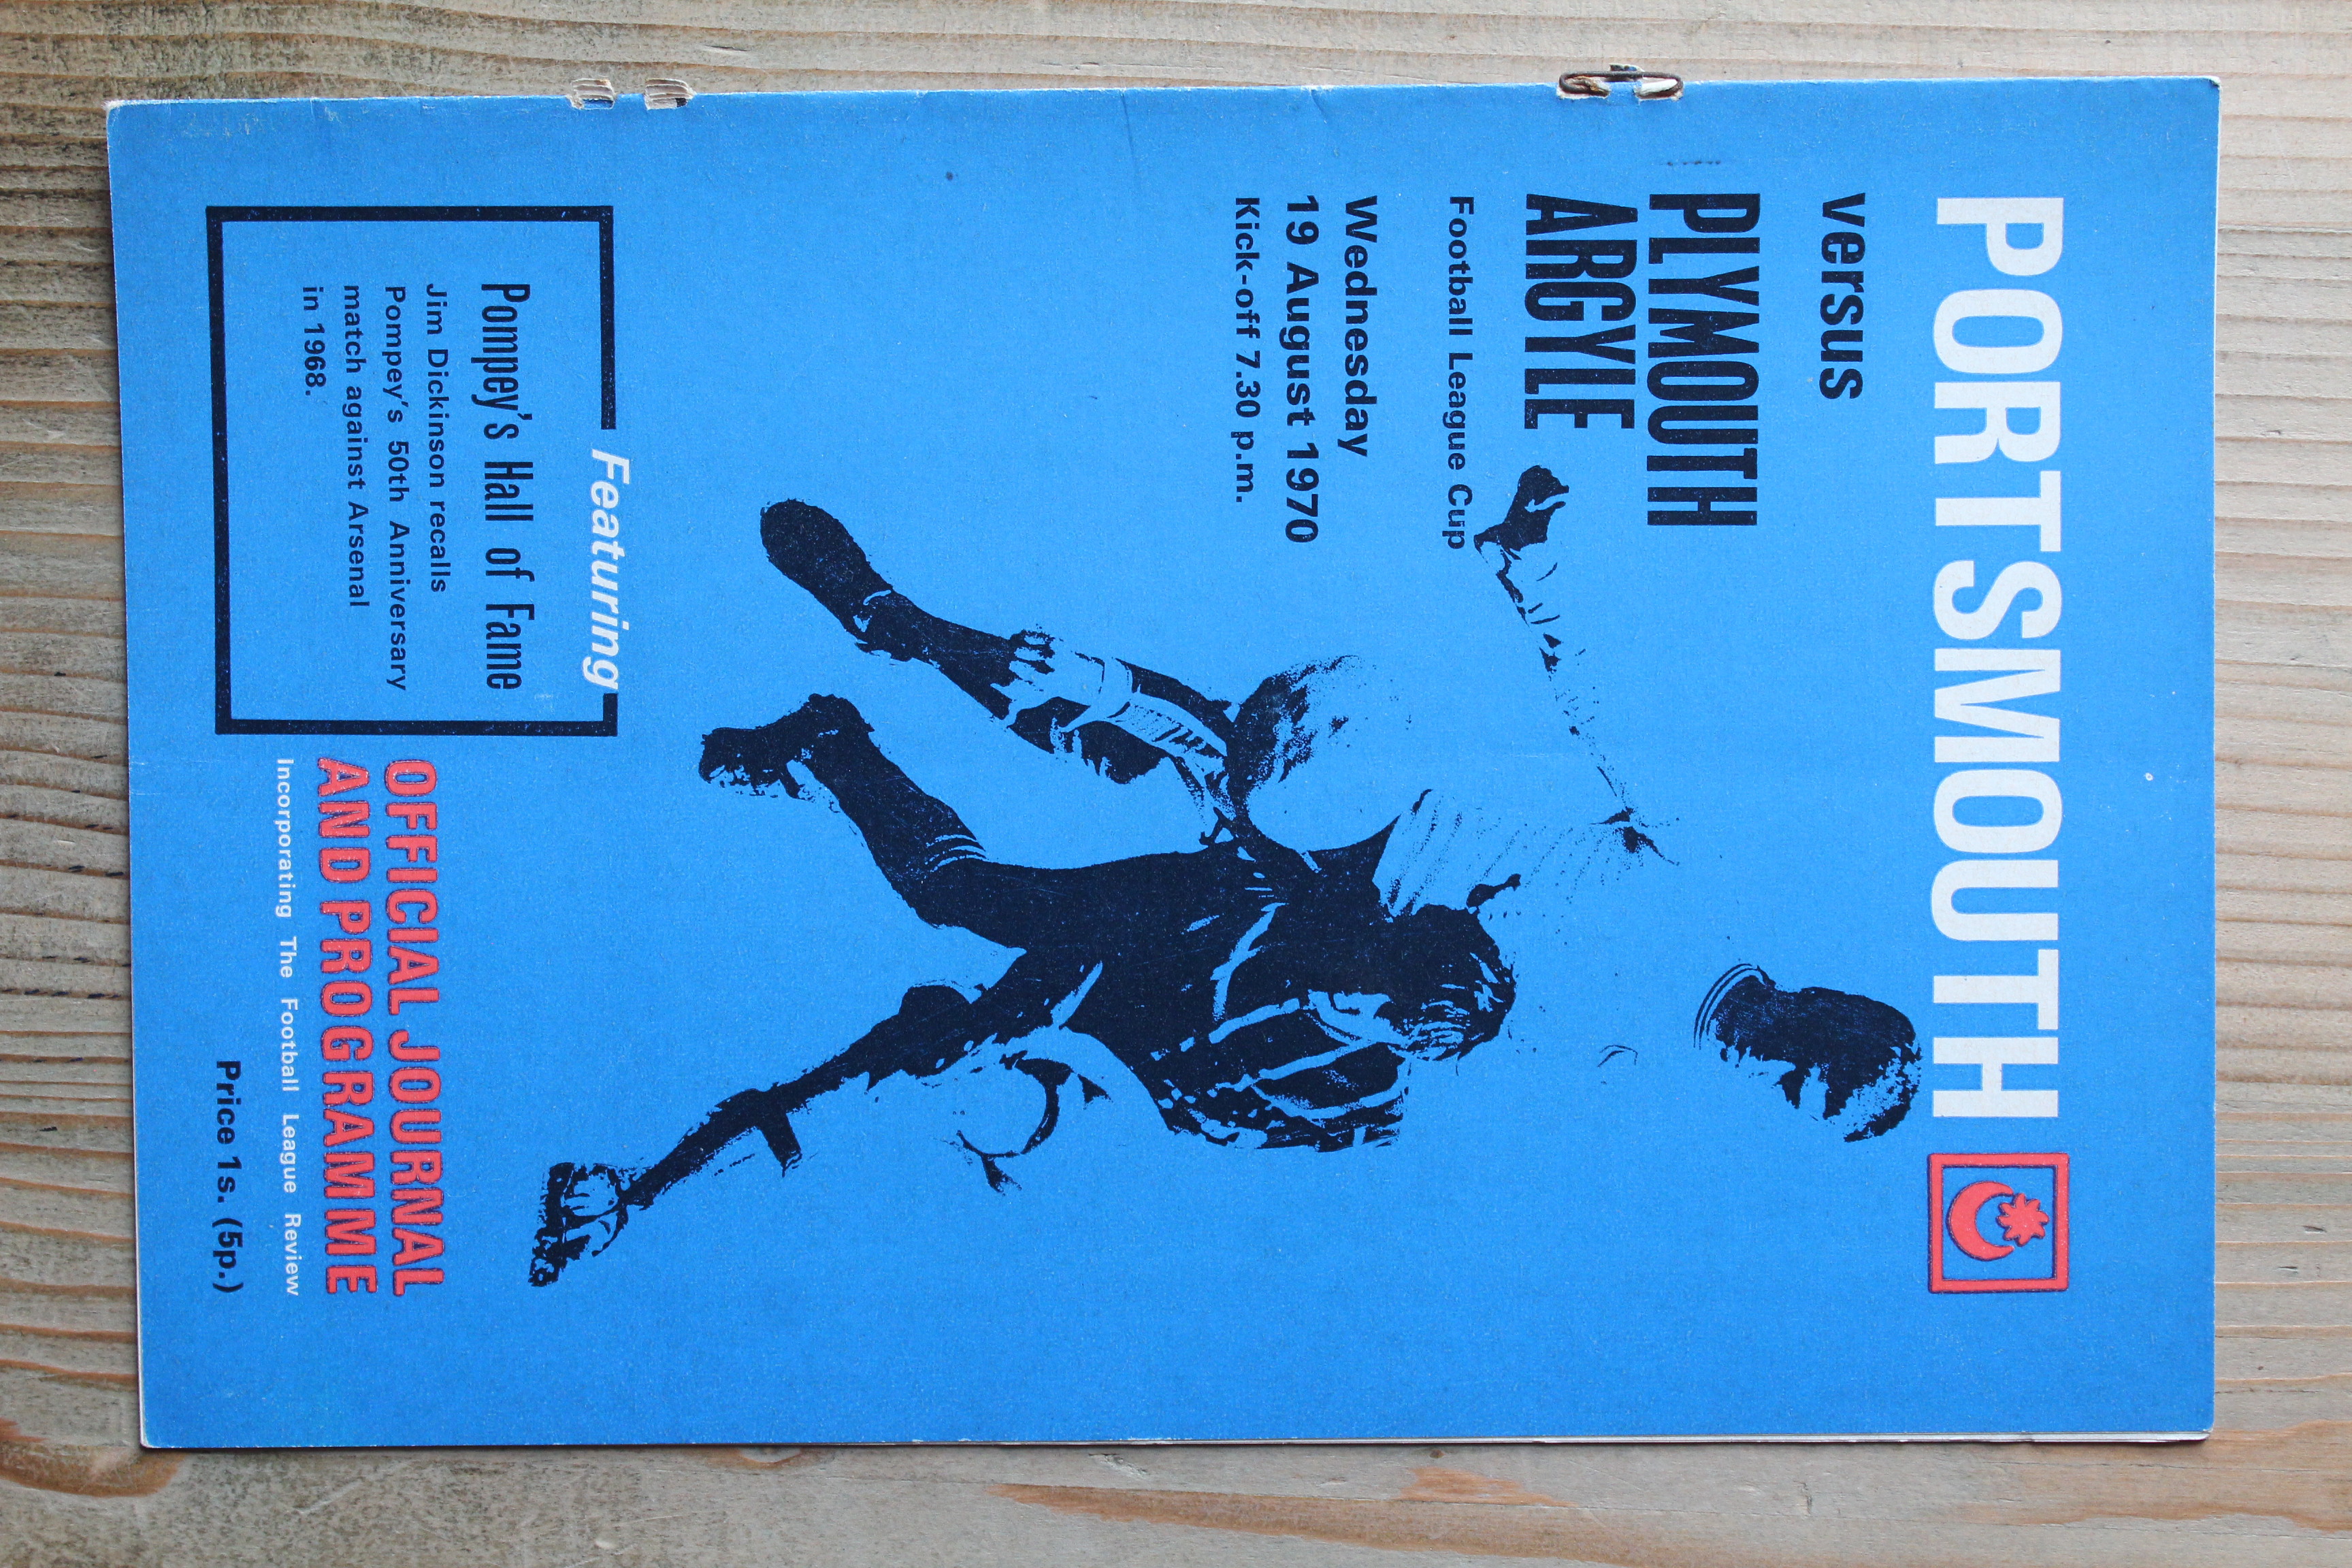 PORTSMOUTH
versus
PLYMOUTH
ARGYLE
Football League Cup
Wednesday
19 August 1970
Kick-off 7.30 p.m.
Featuring
Pompey's Hall of Fame
Jim Dickinson recalls
Pompey's 50th Anniversary
match against Arsenal
in 1968.
OFFICIAL JOURNAL
AND PROGRAMME
Incorporating The Football League Review
Price 1s. (5p.)